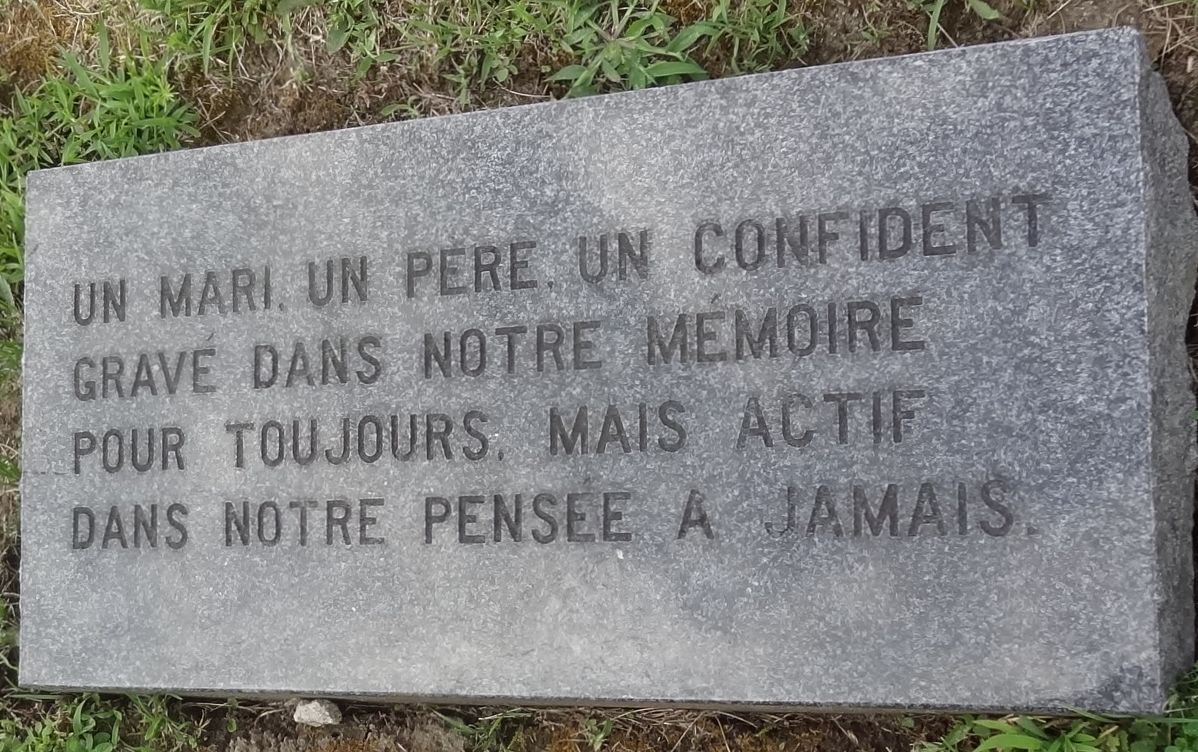 UN MARI, UN PERE, UN CONFIDENT
GRAVÉ DANS NOTRE MÉMOIRE
POUR TOUJOURS, MAIS ACTIF
DANS NOTRE PENSÉE A JAMAIS.